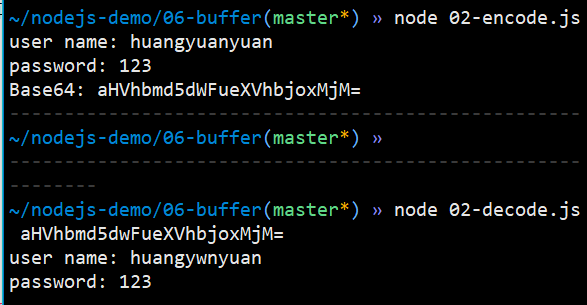 ~/nodejs-demo/06-buffer(master*) » node 02-encode.js
user name: huangyuanyuan
password: 123
Base64: aHVhbmd5dWFueXVhbjoxMjM=
~/nodejs-demo/06-buffer(master*) »
~/nodejs-demo/06-buffer(master*) » node 02-decode.js
aHVhbmd5dwFueXVhbjoxMjM=
user name: huangywnyuan
password: 123